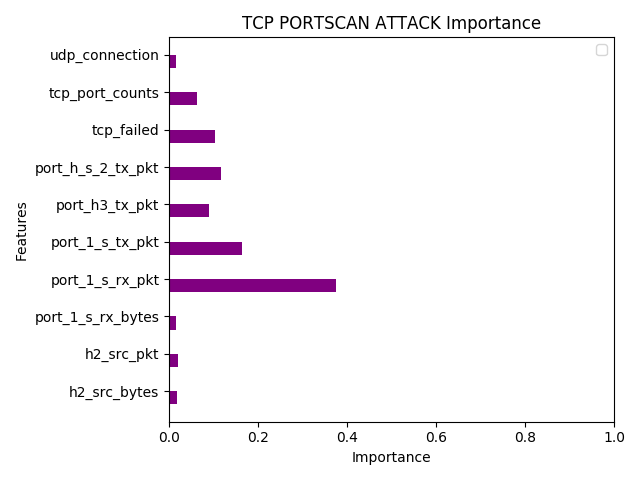 TCP PORTSCAN ATTACK Importance
udp_connection
tcp_port_counts
tcp_failed
port_h_s_2_tx_pkt
port_h3_tx_pkt
port_1_s_tx_pkt
port_1_s_rx_pkt
port_1_s_rx_bytes
h2_src_pkt
h2_src_bytes
Features
0.0 0.2 0.4 0.6 0.8 1.0
Importance